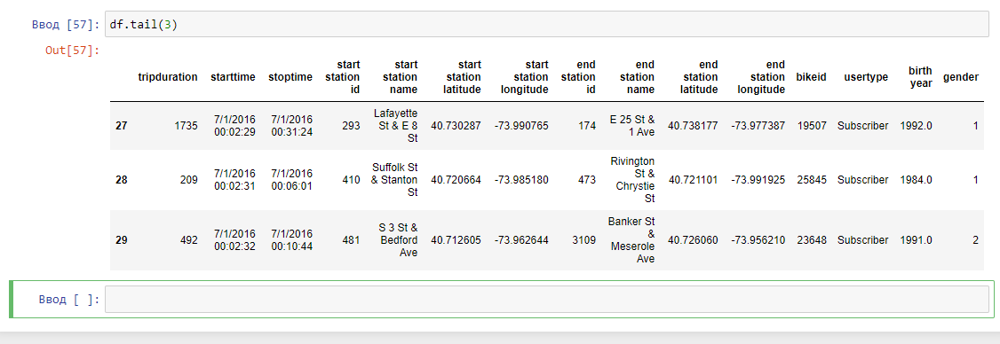 Ввод [57]: df.tail(3)
Out[57]:
tripduration starttime stoptime start station id start station name start station latitude start station longitude end station id end station name end station latitude end station longitude bikeid usertype birth year gender
27 1735 7/1/2016 00:02:29 7/1/2016 00:31:24 293 Lafayette St & E 8 St 40.730287 -73.990765 174 E 25 St & 1 Ave 40.738177 -73.977387 19507 Subscriber 1992.0 1
28 209 7/1/2016 00:02:31 7/1/2016 00:06:01 410 Suffolk St & Stanton St 40.720664 -73.985180 473 Rivington St & Chrystie St 40.721101 -73.991925 25845 Subscriber 1984.0 1
29 492 7/1/2016 00:02:32 7/1/2016 00:10:44 481 S 3 St & Bedford Ave 40.712605 -73.962644 3109 Banker St & Meserole Ave 40.726060 -73.956210 23648 Subscriber 1991.0 2
Ввод [ ]: